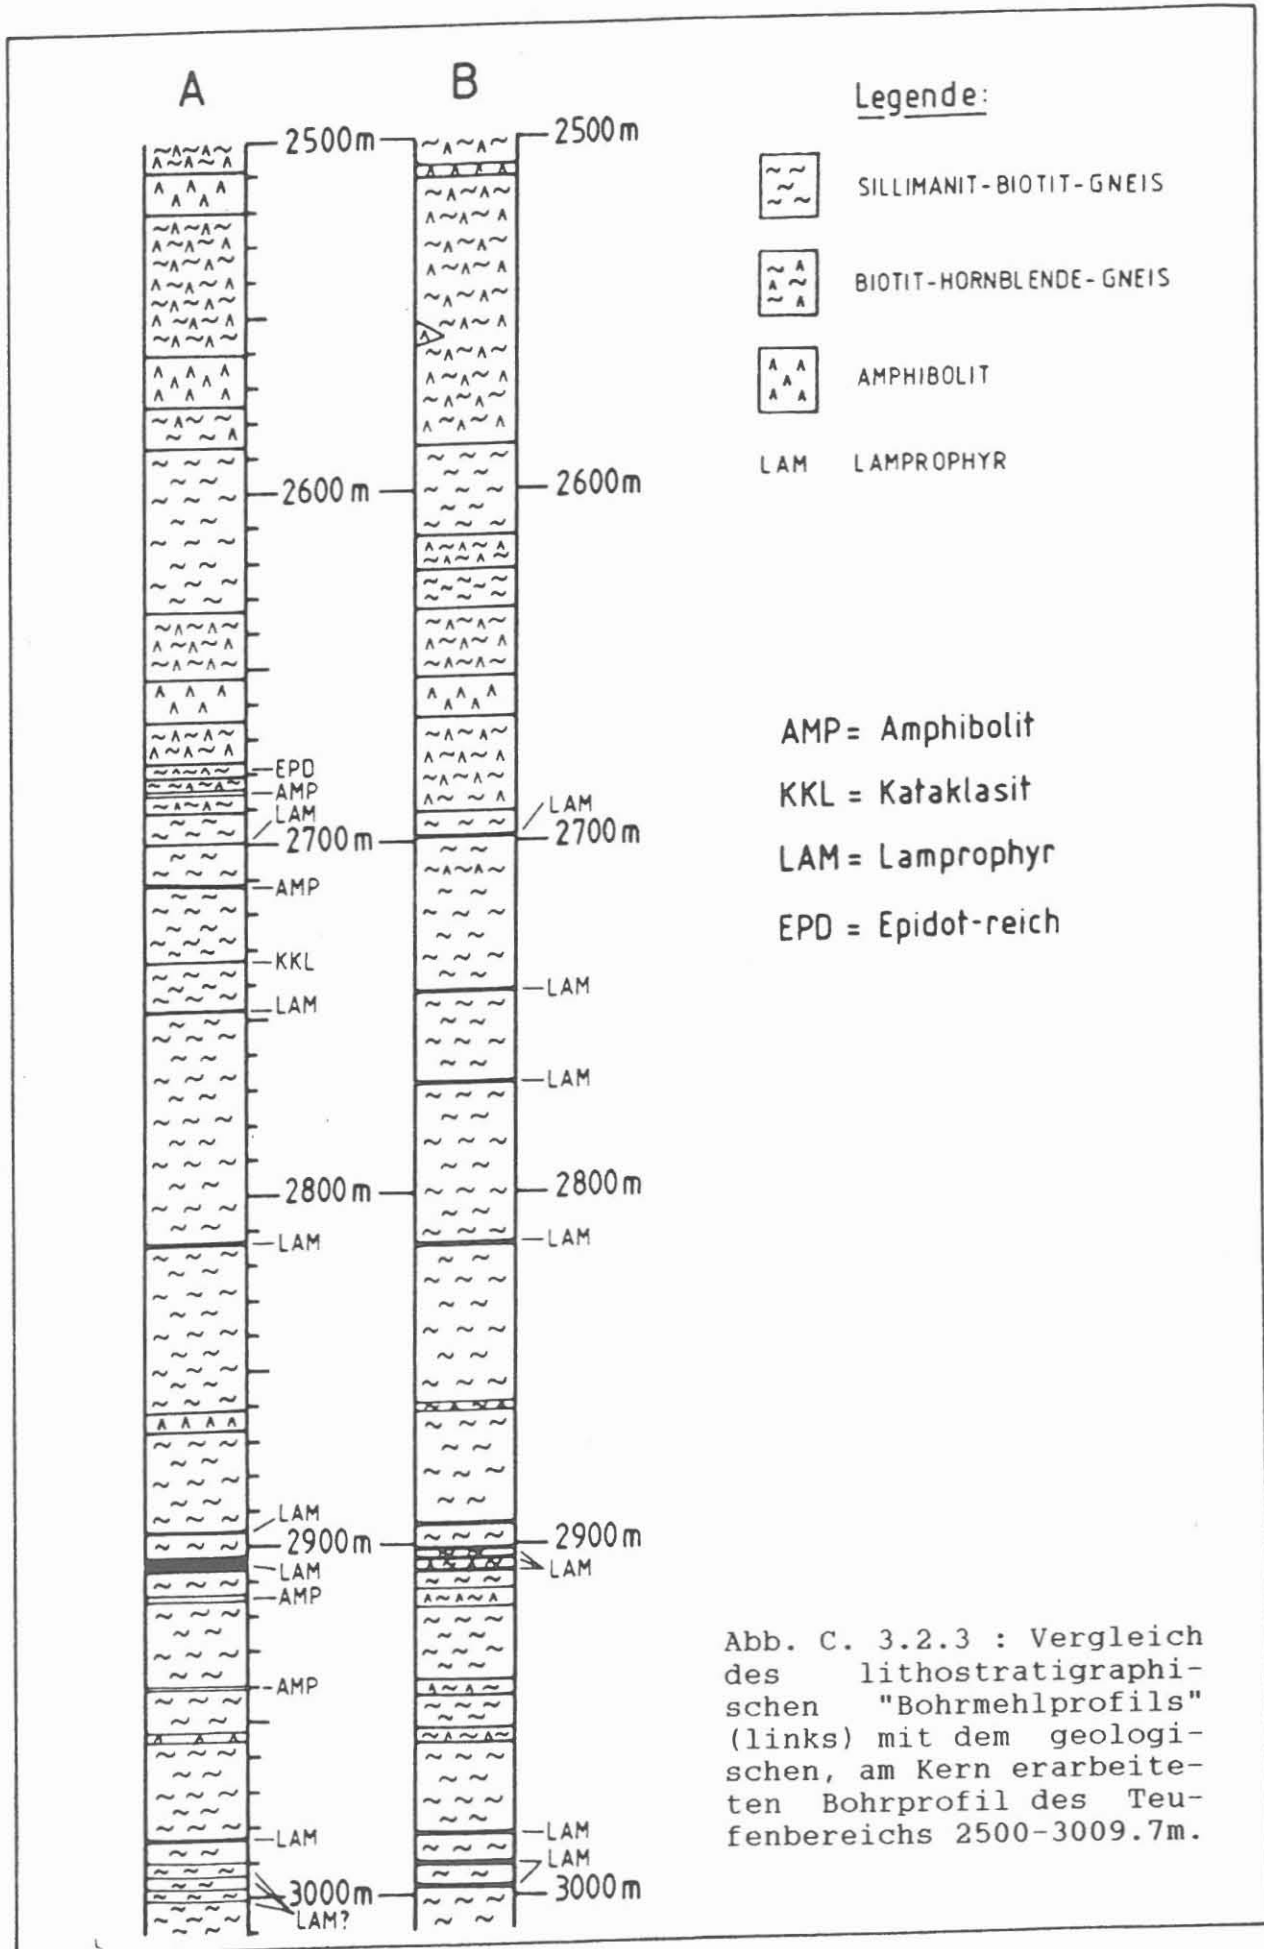 A
B
2500m
2500m
2600m
2600m
EPD
AMP
LAM
LAM
2700m
2700m
AMP
KKL
LAM
LAM
LAM
2800m
2800m
LAM
LAM
LAM
2900m
2900m
LAM
LAM
AMP
AMP
LAM
LAM
LAM
3000m
3000m
LAM?
Legende:
SILLIMANIT-BIOTIT-GNEIS
BIOTIT-HORNBLENDE-GNEIS
AMPHIBOLIT
LAM LAMPROPHYR
AMP = Amphibolit
KKL = Kataklasit
LAM = Lamprophyr
EPD = Epidot-reich
Abb. C. 3.2.3 : Vergleich
des lithostratigraphi-
schen "Bohrmehlprofils"
(links) mit dem geologi-
schen, am Kern erarbeite-
ten Bohrprofil des Teu-
fenbereichs 2500-3009.7m.